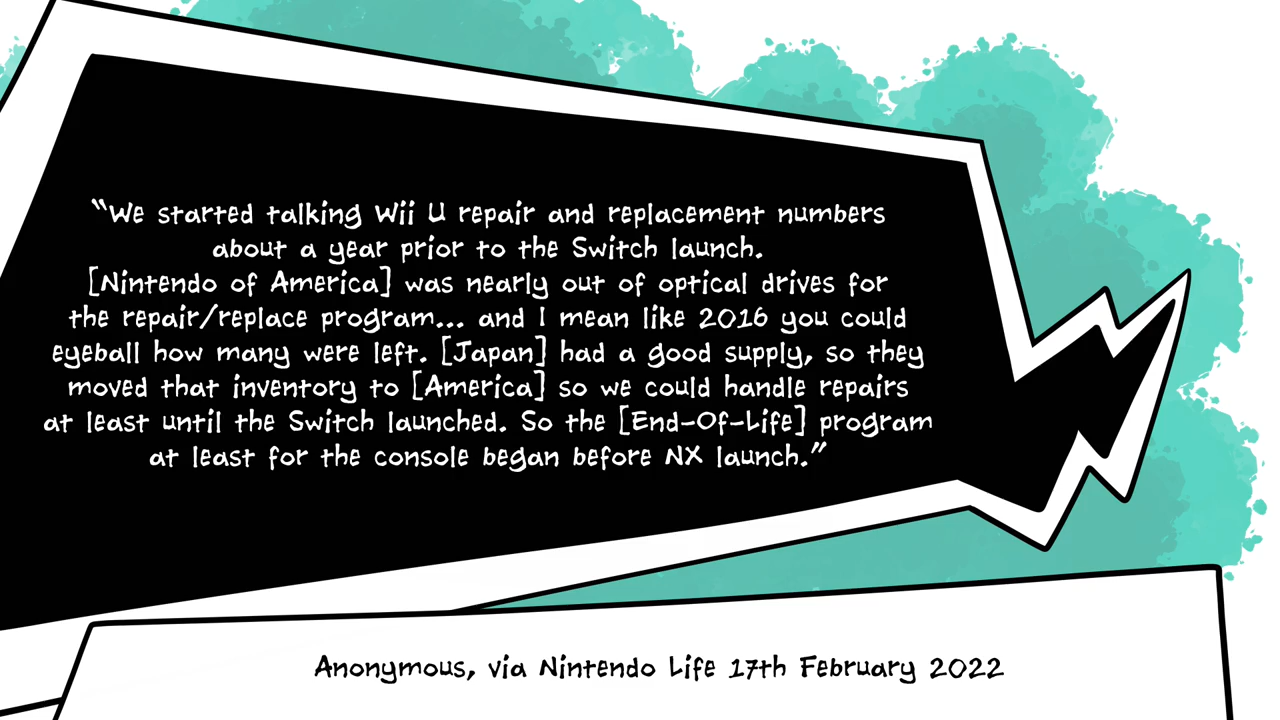 “We started talking Wii U repair and replacement numbers
about a year prior to the Switch launch.
[Nintendo of America] was nearly out of optical drives for
the repair/replace program... and I mean like 2016 you could
eyeball how many were left. [Japan] had a good supply, so they
moved that inventory to [America] so we could handle repairs
at least until the Switch launched. So the [End-Of-Life] program
at least for the console began before NX launch.”
Anonymous, via Nintendo Life 17th February 2022